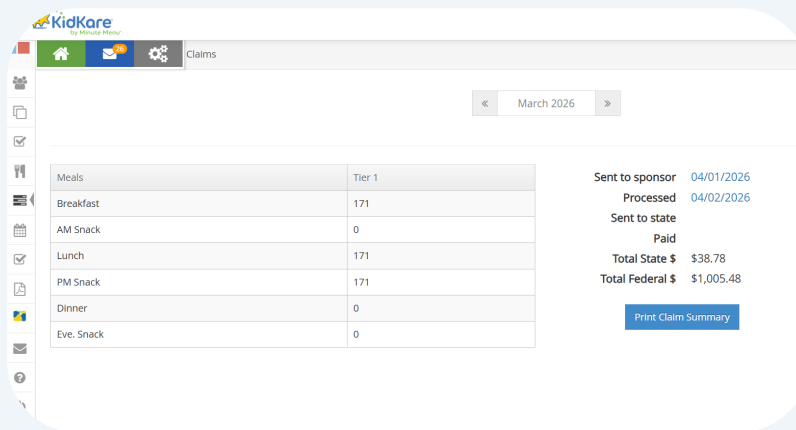 KidKare
by Minute Menu
26
Claims
«
March 2026
»
Meals Tier 1
Breakfast 171
AM Snack 0
Lunch 171
PM Snack 171
Dinner 0
Eve. Snack 0
Sent to sponsor 04/01/2026
Processed 04/02/2026
Sent to state
Paid
Total State $ $38.78
Total Federal $ $1,005.48
Print Claim Summary